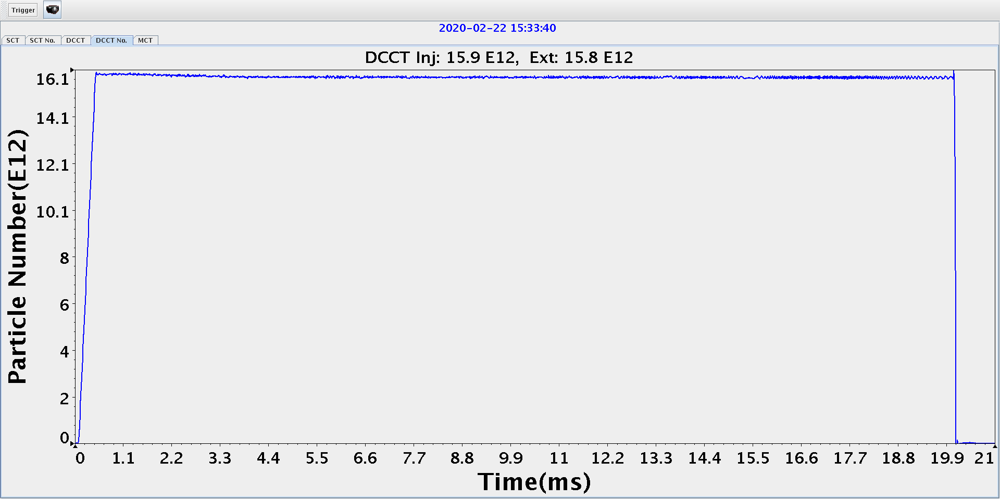 Trigger
2020-02-22 15:33:40
SCT SCT No. DCCT DCCT No. MCT
DCCT Inj: 15.9 E12, Ext: 15.8 E12
Particle Number(E12)
16.1
14.1
12.1
10.1
8
6
4
2
0
0 1.1 2.2 3.3 4.4 5.5 6.6 7.7 8.8 9.9 11 12.2 13.3 14.4 15.5 16.6 17.7 18.8 19.9 21
Time(ms)